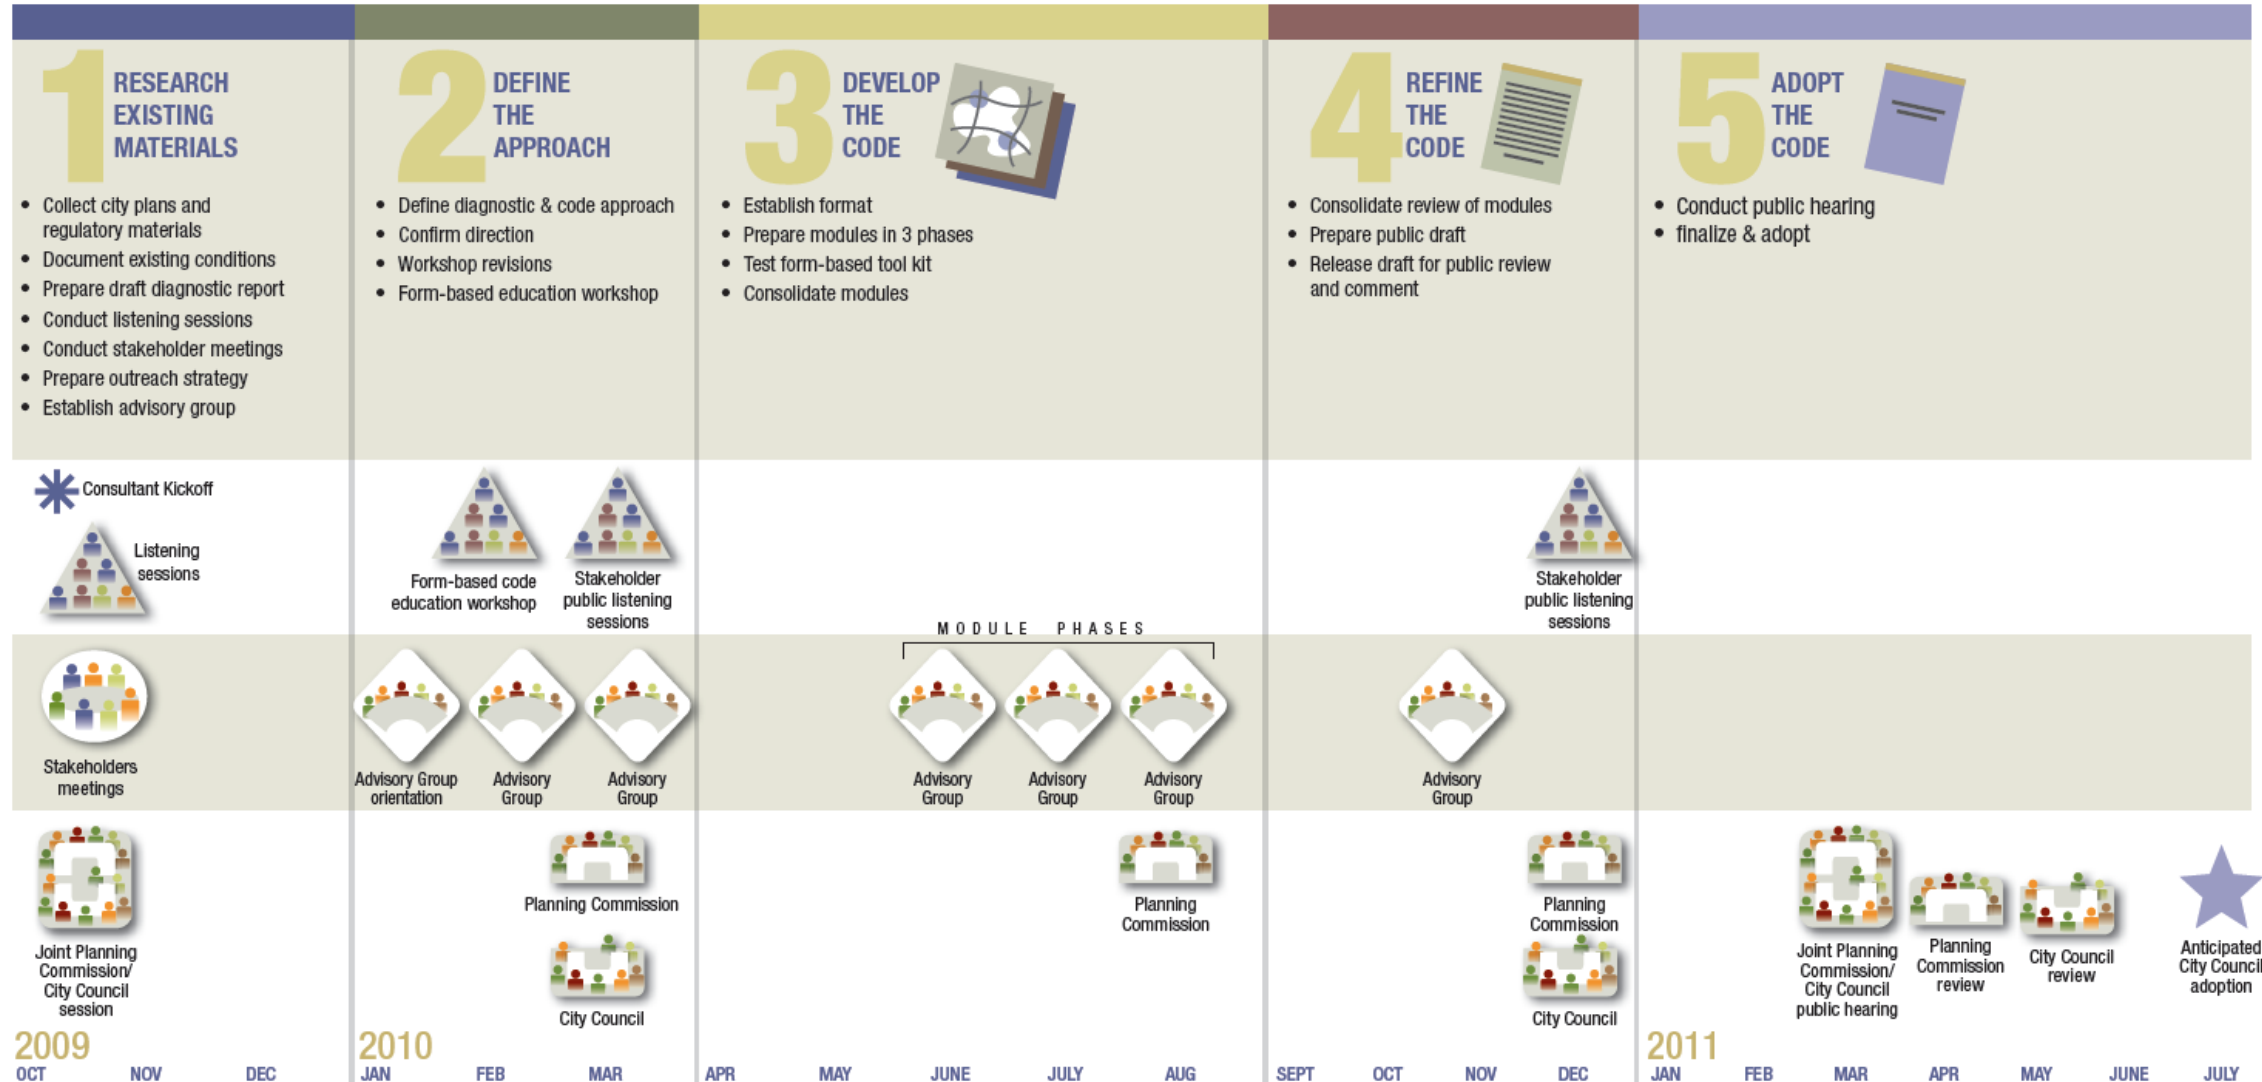 1
RESEARCH
EXISTING
MATERIALS
• Collect city plans and
regulatory materials
• Document existing conditions
• Prepare draft diagnostic report
• Conduct listening sessions
• Conduct stakeholder meetings
• Prepare outreach strategy
• Establish advisory group
2
DEFINE
THE
APPROACH
• Define diagnostic & code approach
• Confirm direction
• Workshop revisions
• Form-based education workshop
3
DEVELOP
THE
CODE
• Establish format
• Prepare modules in 3 phases
• Test form-based tool kit
• Consolidate modules
4
REFINE
THE
CODE
• Consolidate review of modules
• Prepare public draft
• Release draft for public review
and comment
5
ADOPT
THE
CODE
• Conduct public hearing
• finalize & adopt
Consultant Kickoff
Listening
sessions
Form-based code
education workshop
Stakeholder
public listening
sessions
Stakeholder
public listening
sessions
MODULE PHASES
Stakeholders
meetings
Advisory Group
orientation
Advisory
Group
Advisory
Group
Advisory
Group
Advisory
Group
Advisory
Group
Advisory
Group
Joint Planning
Commission/
City Council
session
Planning Commission
City Council
Planning
Commission
Planning
Commission
City Council
Joint Planning
Commission/
City Council
public hearing
Planning
Commission
review
City Council
review
Anticipated
City Council
adoption
2009
2010
2011
OCT NOV DEC JAN FEB MAR APR MAY JUNE JULY AUG SEPT OCT NOV DEC JAN FEB MAR APR MAY JUNE JULY